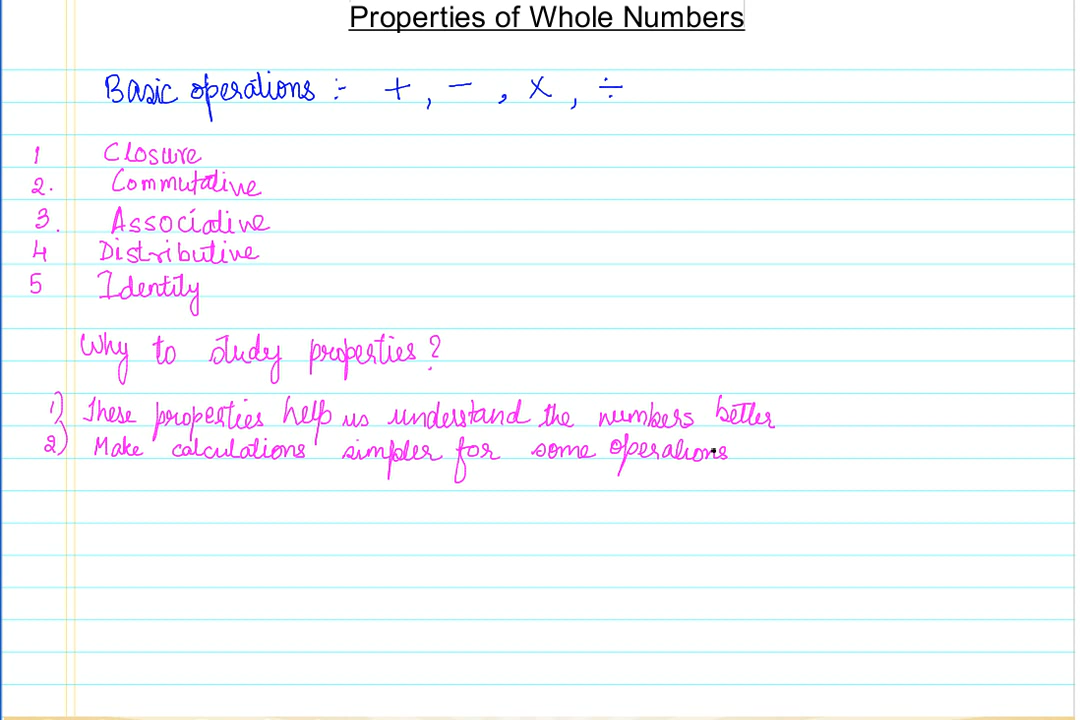 Properties of Whole Numbers
Basic operations :- +, -, ×, ÷
1 Closure
2. Commutative
3. Associative
4 Distributive
5 Identity
Why to study properties?
1) These properties help us understand the numbers better
2) Make calculations simpler for some operations